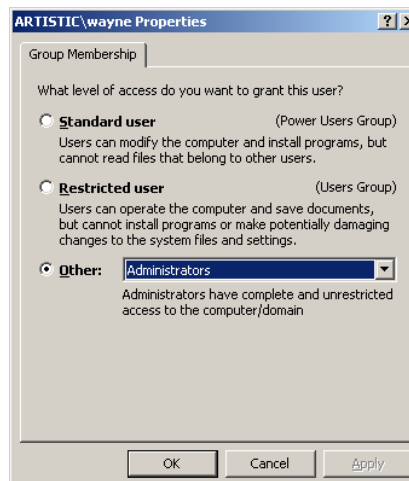 ARTISTIC\wayne Properties
Group Membership
What level of access do you want to grant this user?
Standard user (Power Users Group)
Users can modify the computer and install programs, but
cannot read files that belong to other users.
Restricted user (Users Group)
Users can operate the computer and save documents,
but cannot install programs or make potentially damaging
changes to the system files and settings.
Other: Administrators
Administrators have complete and unrestricted
access to the computer/domain
OK Cancel Apply